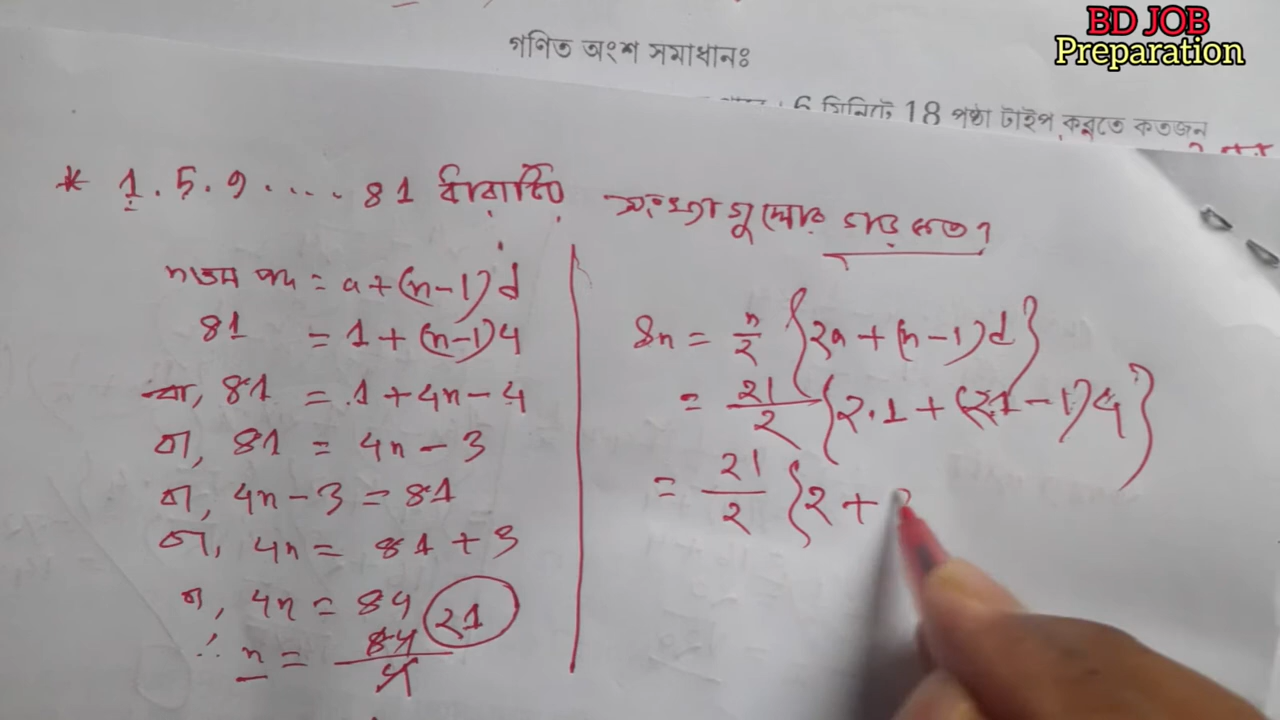 BD JOB
Preparation
গণিত অংশ সমাধানঃ
6 মিনিটে 18 পৃষ্ঠা টাইপ করতে কতজন
* 1. 5. 9 .... 81 ধারাটির সংখ্যাগুলোর গড় কত?
n তম পদ = a + (n-1)d
81 = 1 + (n-1)4
বা, 81 = 1 + 4n - 4
বা, 81 = 4n - 3
বা, 4n - 3 = 81
বা, 4n = 81 + 3
বা, 4n = 84
∴ n = 84/4 21
Sn = n/2 {2a + (n-1)d}
= 21/2 {2.1 + (21-1)4}
= 21/2 {2 +